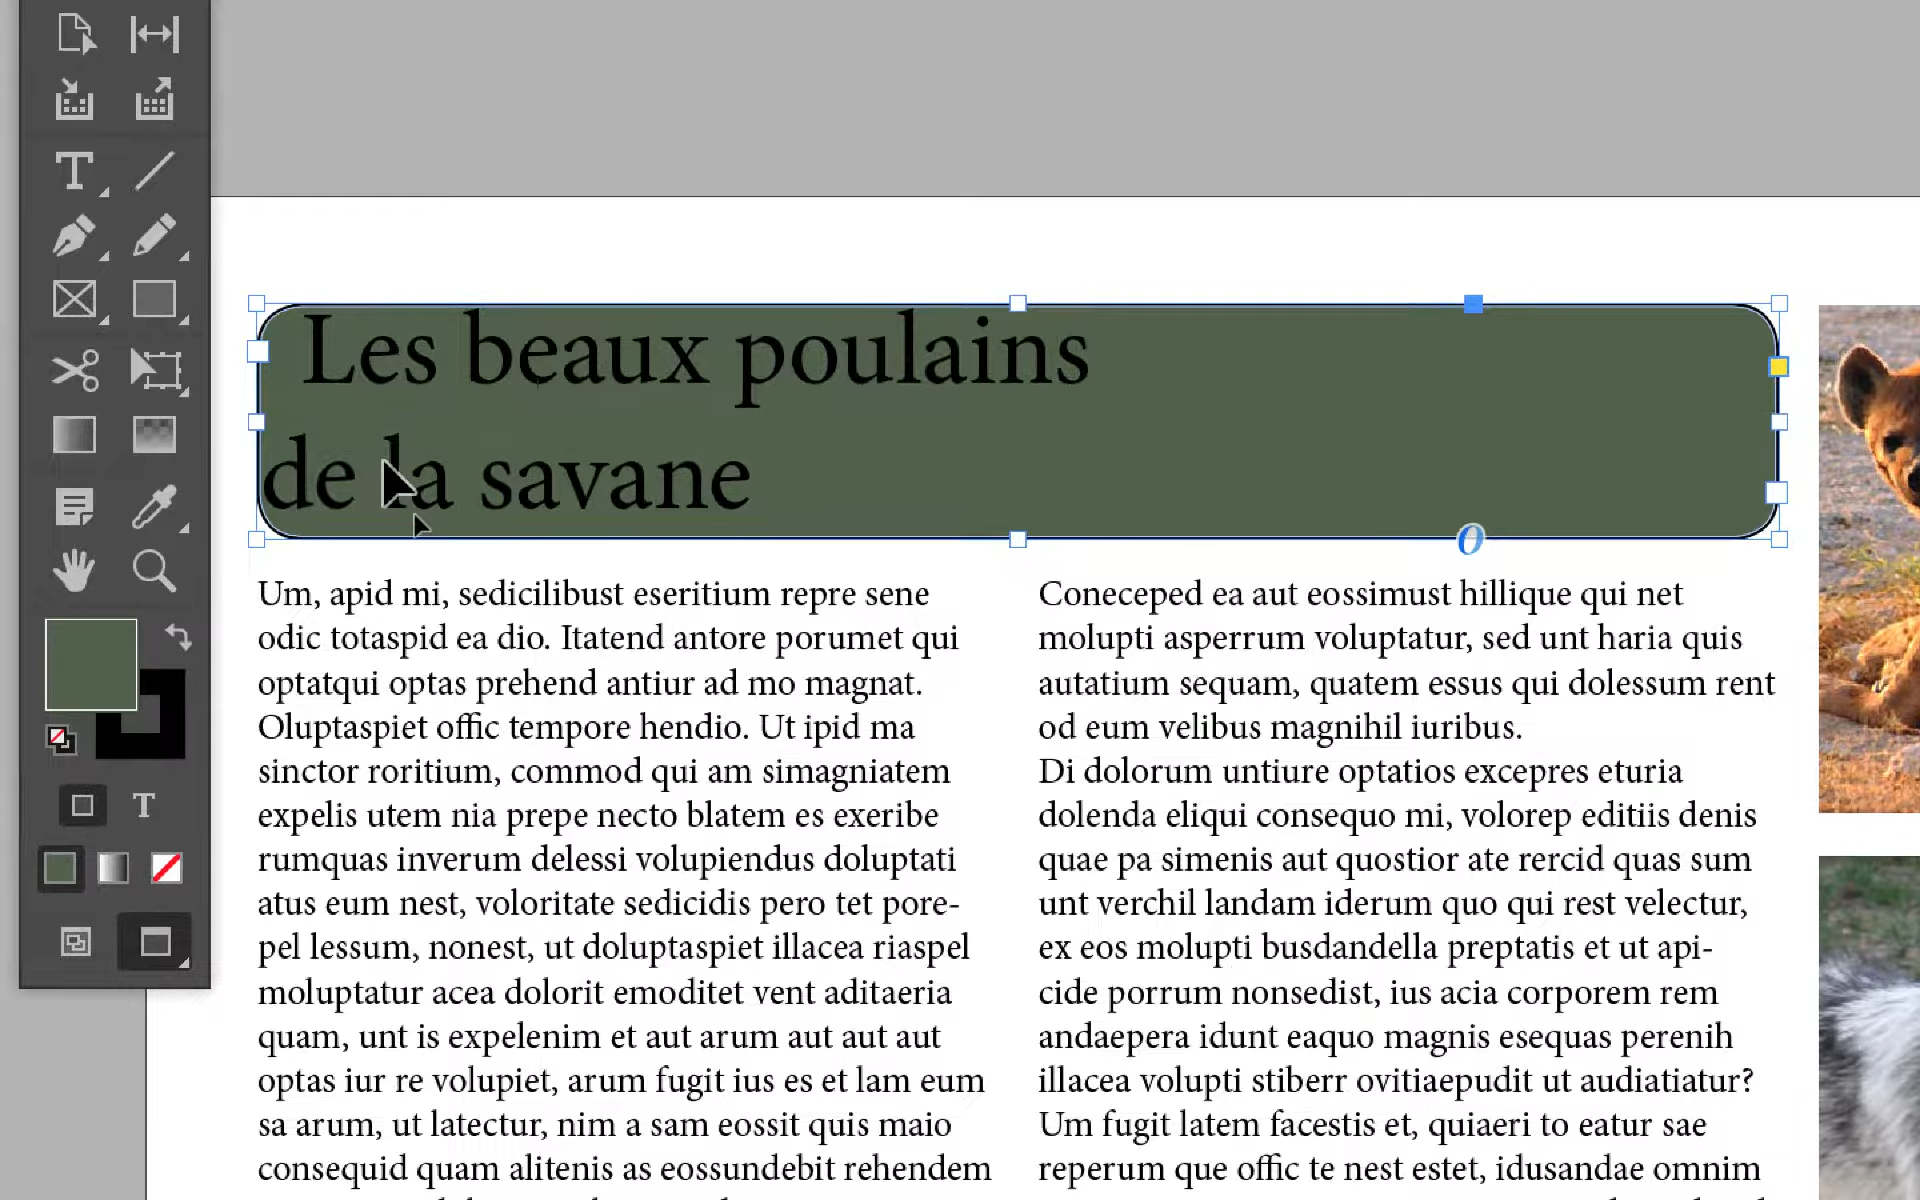 Les beaux poulains
de la savane
Um, apid mi, sedicilibust eseritium repre sene
odic totaspid ea dio. Itatend antore porumet qui
optatqui optas prehend antiur ad mo magnat.
Oluptaspiet offic tempore hendio. Ut ipid ma
sinctor roritium, commod qui am simagniatem
expelis utem nia prepe necto blatem es exeribe
rumquas inverum delessi volupiendus doluptati
atus eum nest, voloritate sedicidis pero tet pore-
pel lessum, nonest, ut doluptaspiet illacea riaspel
moluptatur acea dolorit emoditet vent aditaeria
quam, unt is expelenim et aut arum aut aut aut
optas iur re volupiet, arum fugit ius es et lam eum
sa arum, ut latectur, nim a sam eossit quis maio
consequid quam alitenis as eossundebit rehendem
Coneceped ea aut eossimust hillique qui net
molupti asperrum voluptatur, sed unt haria quis
autatium sequam, quatem essus qui dolessum rent
od eum velibus magnihil iuribus.
Di dolorum untiure optatios excepres eturia
dolenda eliqui consequo mi, volorep editiis denis
quae pa simenis aut quostior ate rercid quas sum
unt verchil landam iderum quo qui rest velectur,
ex eos molupti busdandella preptatis et ut api-
cide porrum nonsedist, ius acia corporem rem
andaepera idunt eaquo magnis esequas perenih
illacea volupti stiberr ovitiaepudit ut audiatiatur?
Um fugit latem facestis et, quiaeri to eatur sae
reperum que offic te nest estet, idusandae omnim